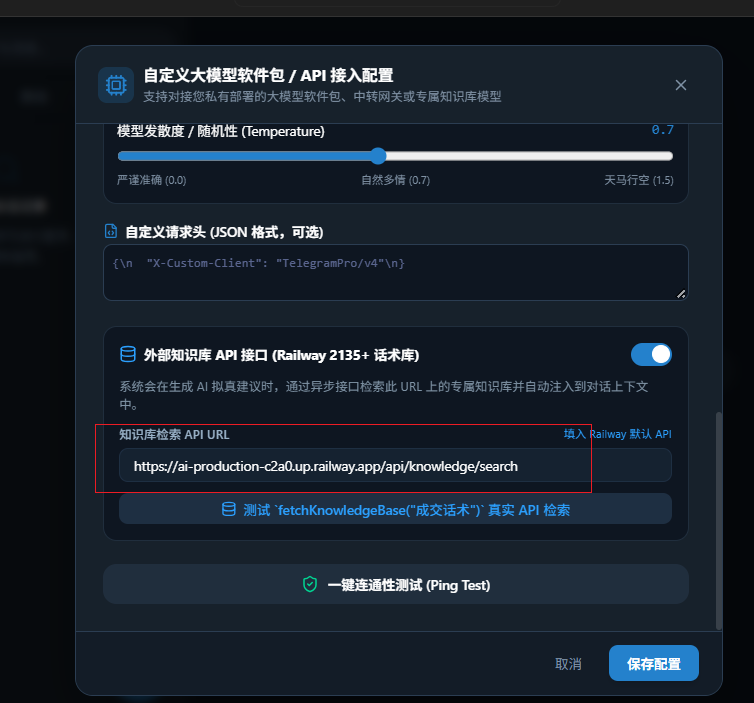 自定义大模型软件包 / API 接入配置
支持对接您私有部署的大模型软件包、中转网关或专属知识库模型
模型发散度 / 随机性 (Temperature)
0.7
严谨准确 (0.0)
自然多情 (0.7)
天马行空 (1.5)
自定义请求头 (JSON 格式，可选)
{\n  "X-Custom-Client": "TelegramPro/v4"\n}
外部知识库 API 接口 (Railway 2135+ 话术库)
系统会在生成 AI 拟真建议时，通过异步接口检索此 URL 上的专属知识库并自动注入到对话上下文
中。
知识库检索 API URL
填入 Railway 默认 API
https://ai-production-c2a0.up.railway.app/api/knowledge/search
测试 `fetchKnowledgeBase("成交话术")` 真实 API 检索
一键连通性测试 (Ping Test)
取消
保存配置